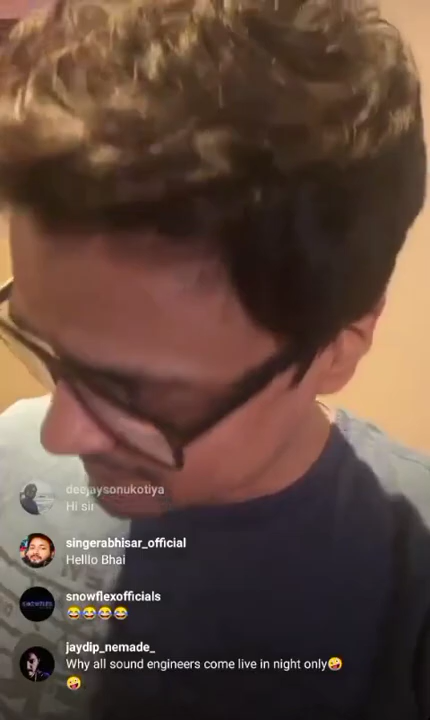 deejaysonukotiya
Hi sir
singerabhisar_official
Helllo Bhai
snowflexofficials
😂😂😂😂
jaydip_nemade_
Why all sound engineers come live in night only🤪
🤪